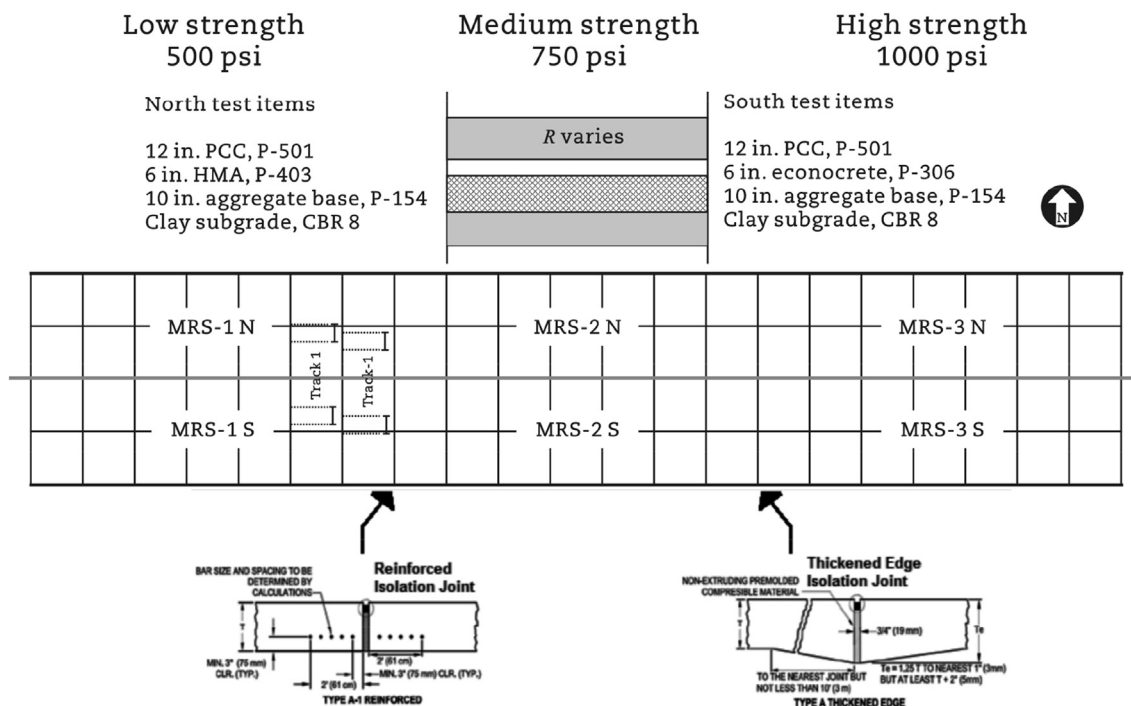 Low strength
500 psi
Medium strength
750 psi
High strength
1000 psi
North test items
12 in. PCC, P-501
6 in. HMA, P-403
10 in. aggregate base, P-154
Clay subgrade, CBR 8
R varies
South test items
12 in. PCC, P-501
6 in. econocrete, P-306
10 in. aggregate base, P-154
Clay subgrade, CBR 8
N
MRS-1 N
MRS-2 N
MRS-3 N
Track 1
Track-1
MRS-1 S
MRS-2 S
MRS-3 S
Reinforced
Isolation Joint
BAR SIZE AND SPACING TO BE
DETERMINED BY
CALCULATIONS
T
MIN. 3" (75 mm)
CLR. (TYP.)
2' (61 cm)
2' (61 cm)
MIN. 3" (75 mm) CLR. (TYP.)
TYPE A-1 REINFORCED
Thickened Edge
Isolation Joint
NON-EXTRUDING PREMOLDED
COMPRESIBLE MATERIAL
T
3/4" (19 mm)
Te
TO THE NEAREST JOINT BUT
NOT LESS THAN 10' (3 m)
Te = 1.25 T TO NEAREST 1" (3mm)
BUT AT LEAST T + 2" (5mm)
TYPE A THICKENED EDGE